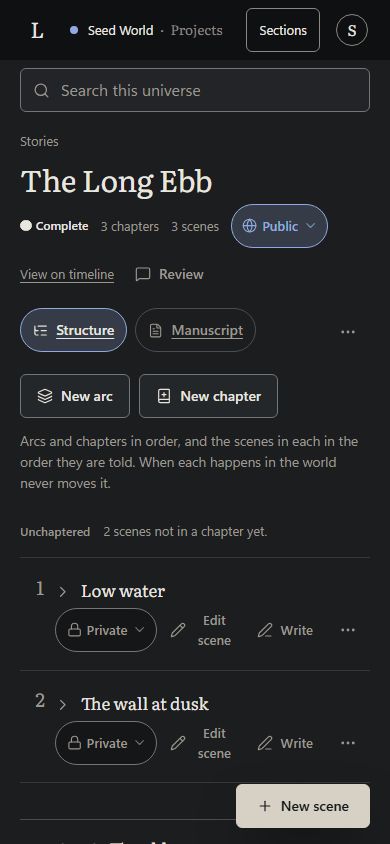 L Seed World · Projects Sections S
Search this universe
Stories
The Long Ebb
Complete 3 chapters 3 scenes Public
View on timeline Review
Structure Manuscript
New arc New chapter
Arcs and chapters in order, and the scenes in each in the
order they are told. When each happens in the world
never moves it.
Unchaptered 2 scenes not in a chapter yet.
1 Low water
Private Edit scene Write
2 The wall at dusk
Private Edit scene Write
New scene